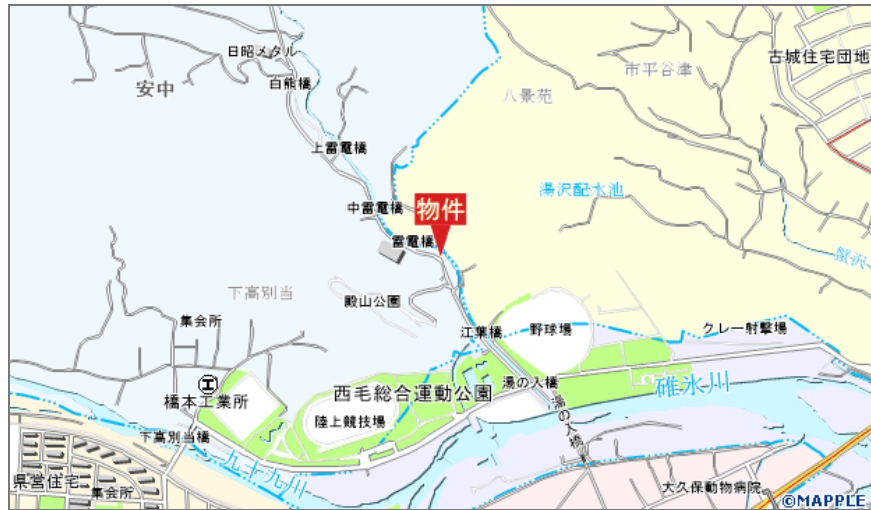 日昭メタル
古城住宅団地
市平谷津
安中
白熊橋
八景苑
上雷電橋
湯沢配水池
中雷電橋
物件
雷電橋
蟹沢
下高別当
殿山公園
集会所
江葉橋
野球場
クレー射撃場
橋本工業所
西毛総合運動公園
湯の入橋
碓氷川
陸上競技場
湯の入橋
下高別当橋
九十九川
県営住宅
集会所
大久保動物病院
©MAPPLE